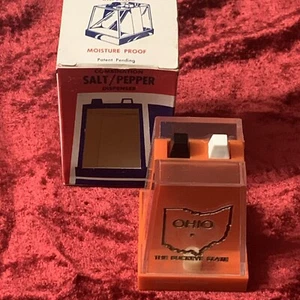 MOISTURE PROOF
Patent Pending
SALT/PEPPER
DISPENSER
OHIO
THE BUCKEYE STATE